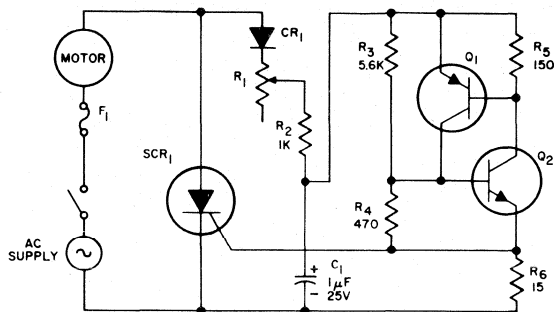 MOTOR
F1
AC
SUPPLY
SCR1
CR1
R1
R2
1K
C1
1µF
25V
+
−
R3
5.6K
R4
470
Q1
R5
150
Q2
R6
15